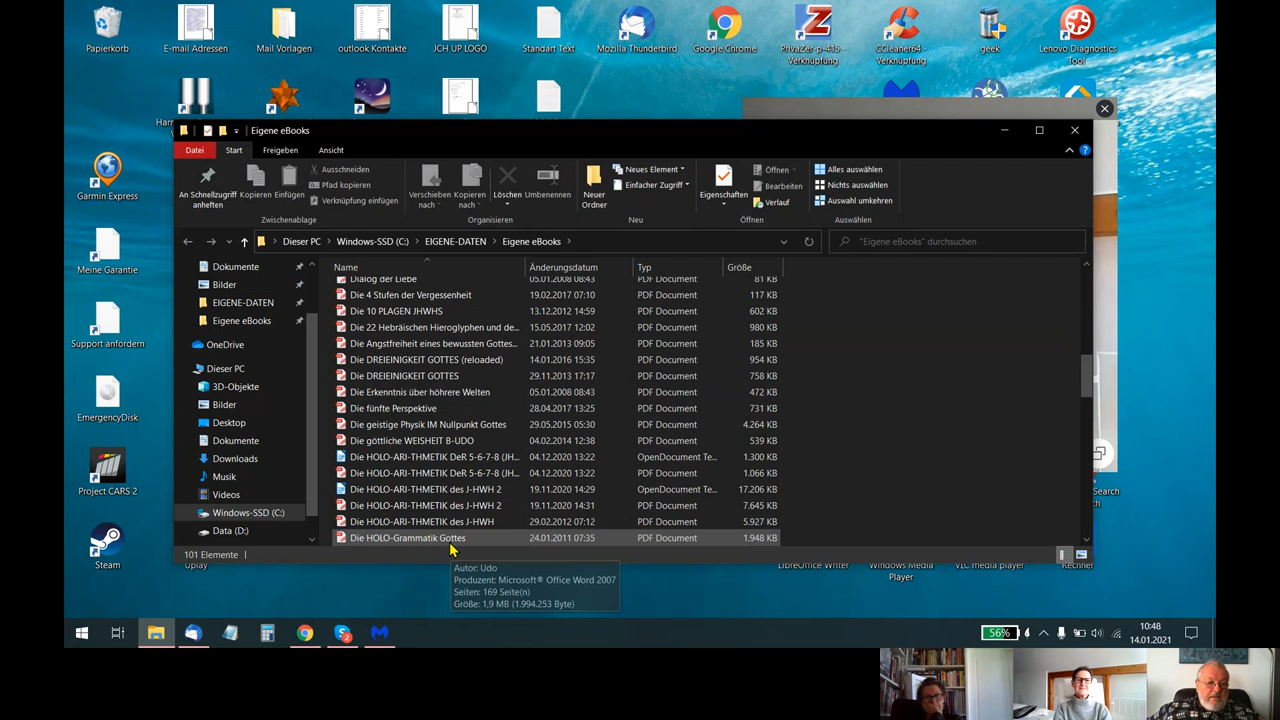 Papierkorb
E-mail Adressen
Mail Vorlagen
outlook Kontakte
JCH UP LOGO
Standart Text
Mozilla Thunderbird
Google Chrome
PrivaZer-p-415 - Verknüpfung
CCleaner64 - Verknüpfung
geek
Lenovo Diagnostics Tool
Garmin Express
Meine Garantie
Support anfordern
EmergencyDisk
Project CARS 2
Steam
Eigene eBooks
Datei Start Freigeben Ansicht
An Schnellzugriff anheften
Kopieren
Einfügen
Ausschneiden
Pfad kopieren
Verknüpfung einfügen
Zwischenablage
Verschieben nach
Kopieren nach
Löschen
Umbenennen
Organisieren
Neuer Ordner
Neues Element
Einfacher Zugriff
Neu
Eigenschaften
Öffnen
Bearbeiten
Verlauf
Öffnen
Alles auswählen
Nichts auswählen
Auswahl umkehren
Auswählen
Dieser PC > Windows-SSD (C:) > EIGENE-DATEN > Eigene eBooks >
"Eigene eBooks" durchsuchen
Dokumente
Bilder
EIGENE-DATEN
Eigene eBooks
OneDrive
Dieser PC
3D-Objekte
Bilder
Desktop
Dokumente
Downloads
Musik
Videos
Windows-SSD (C:)
Data (D:)
Name Änderungsdatum Typ Größe
Dialog der Liebe 05.01.2008 08:43 PDF Document 81 KB
Die 4 Stufen der Vergessenheit 19.02.2017 07:10 PDF Document 117 KB
Die 10 PLAGEN JHWHS 13.12.2012 14:59 PDF Document 602 KB
Die 22 Hebräischen Hieroglyphen und de... 15.05.2017 12:02 PDF Document 980 KB
Die Angstfreiheit eines bewussten Gottes... 21.01.2013 09:05 PDF Document 185 KB
Die DREIEINIGKEIT GOTTES (reloaded) 14.01.2016 15:35 PDF Document 954 KB
Die DREIEINIGKEIT GOTTES 29.11.2013 17:17 PDF Document 758 KB
Die Erkenntnis über höhrere Welten 05.01.2008 08:43 PDF Document 472 KB
Die fünfte Perspektive 28.04.2017 13:25 PDF Document 731 KB
Die geistige Physik IM Nullpunkt Gottes 29.05.2015 05:30 PDF Document 4.264 KB
Die göttliche WEISHEIT B-UDO 04.02.2014 12:38 PDF Document 539 KB
Die HOLO-ARI-THMETIK DeR 5-6-7-8 (JH... 04.12.2020 13:22 OpenDocument Te... 1.300 KB
Die HOLO-ARI-THMETIK DeR 5-6-7-8 (JH... 04.12.2020 13:22 PDF Document 1.066 KB
Die HOLO-ARI-THMETIK des J-HWH 2 19.11.2020 14:29 OpenDocument Te... 17.206 KB
Die HOLO-ARI-THMETIK des J-HWH 2 19.11.2020 14:31 PDF Document 7.645 KB
Die HOLO-ARI-THMETIK des J-HWH 29.02.2012 07:12 PDF Document 5.927 KB
Die HOLO-Grammatik Gottes 24.01.2011 07:35 PDF Document 1.948 KB
101 Elemente
Autor: Udo
Produzent: Microsoft® Office Word 2007
Seiten: 169 Seite(n)
Größe: 1,9 MB (1.994.253 Byte)
Uplay
LibreOffice Writer
Windows Media Player
VLC media player
Rechner
Search
56%
10:48
14.01.2021